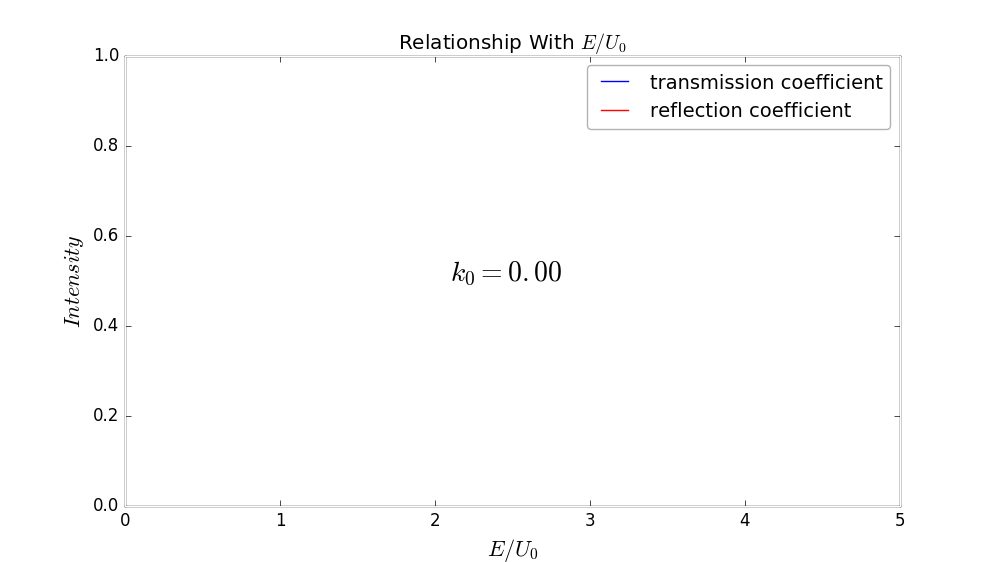 Relationship With E/U₀
1.0
transmission coefficient
reflection coefficient
0.8
0.6
Intensity
k₀ = 0.00
0.4
0.2
0.0
0 1 2 3 4 5
E/U₀